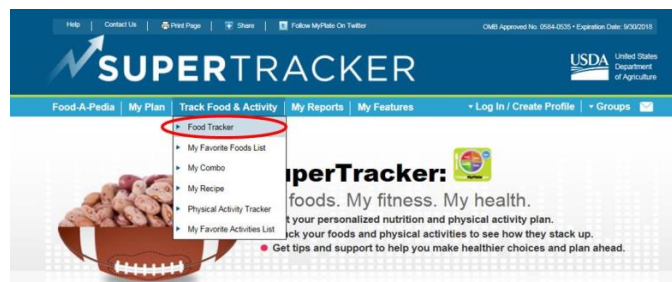 Help | Contact Us | Print Page | Share | Follow MyPlate On Twitter
OMB Approved No. 0584-0535 • Expiration Date: 9/30/2018
SUPERTRACKER
USDA United States
Department
of Agriculture
Food-A-Pedia | My Plan | Track Food & Activity | My Reports | My Features
Log In / Create Profile | Groups
Food Tracker
My Favorite Foods List
My Combo
My Recipe
Physical Activity Tracker
My Favorite Activities List
uperTracker:
foods. My fitness. My health.
t your personalized nutrition and physical activity plan.
ck your foods and physical activities to see how they stack up.
Get tips and support to help you make healthier choices and plan ahead.